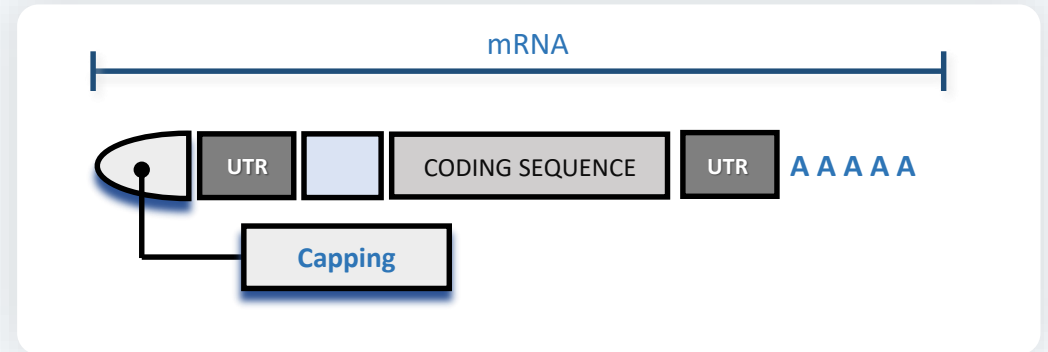 mRNA
UTR
CODING SEQUENCE
UTR
A A A A A
Capping